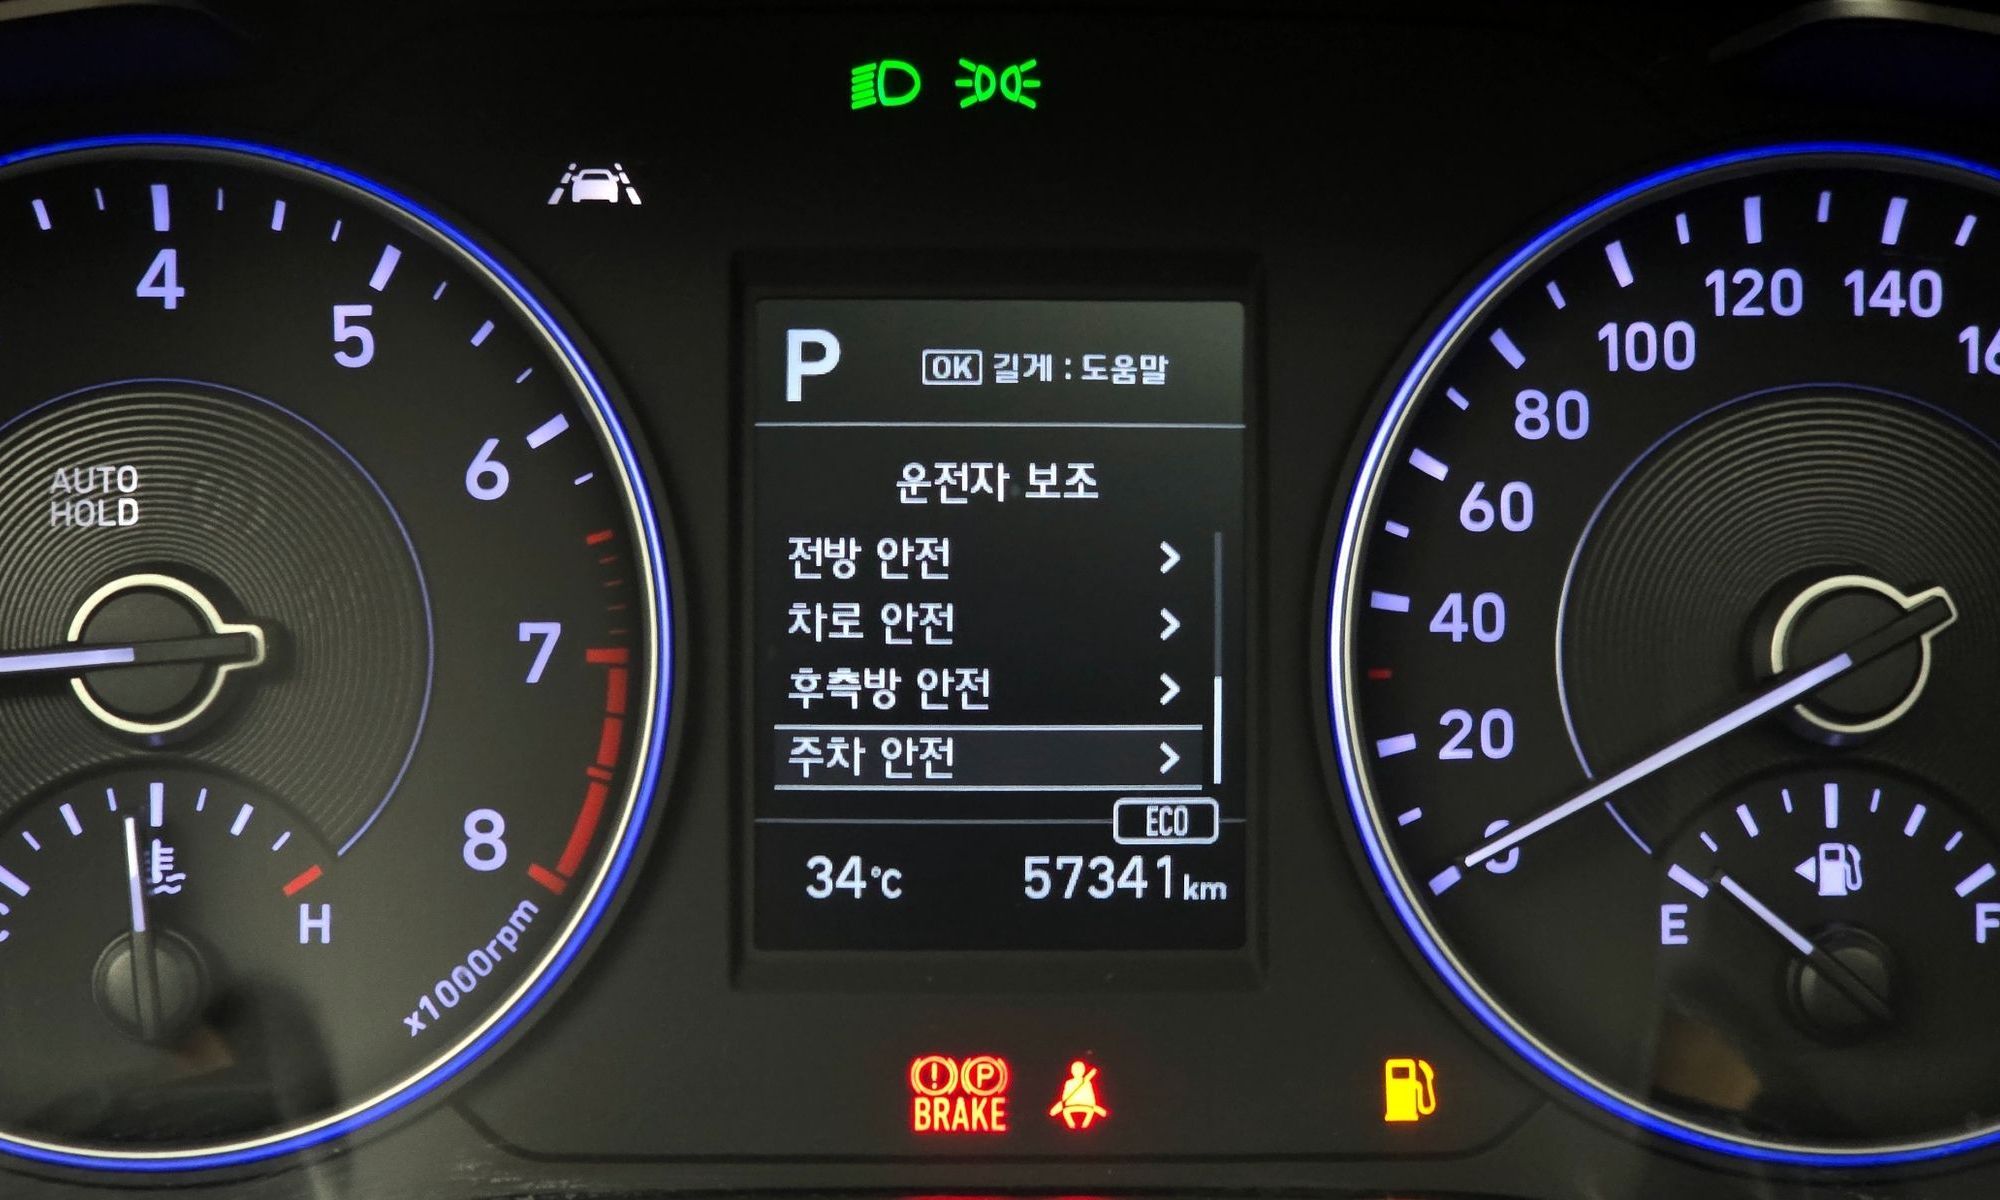 4
5
6
7
8
AUTO
HOLD
H
x1000rpm
P
OK 길게 : 도움말
운전자 보조
전방 안전
차로 안전
후측방 안전
주차 안전
ECO
34°C
57341 km
P
BRAKE
0
20
40
60
80
100
120
140
E
F